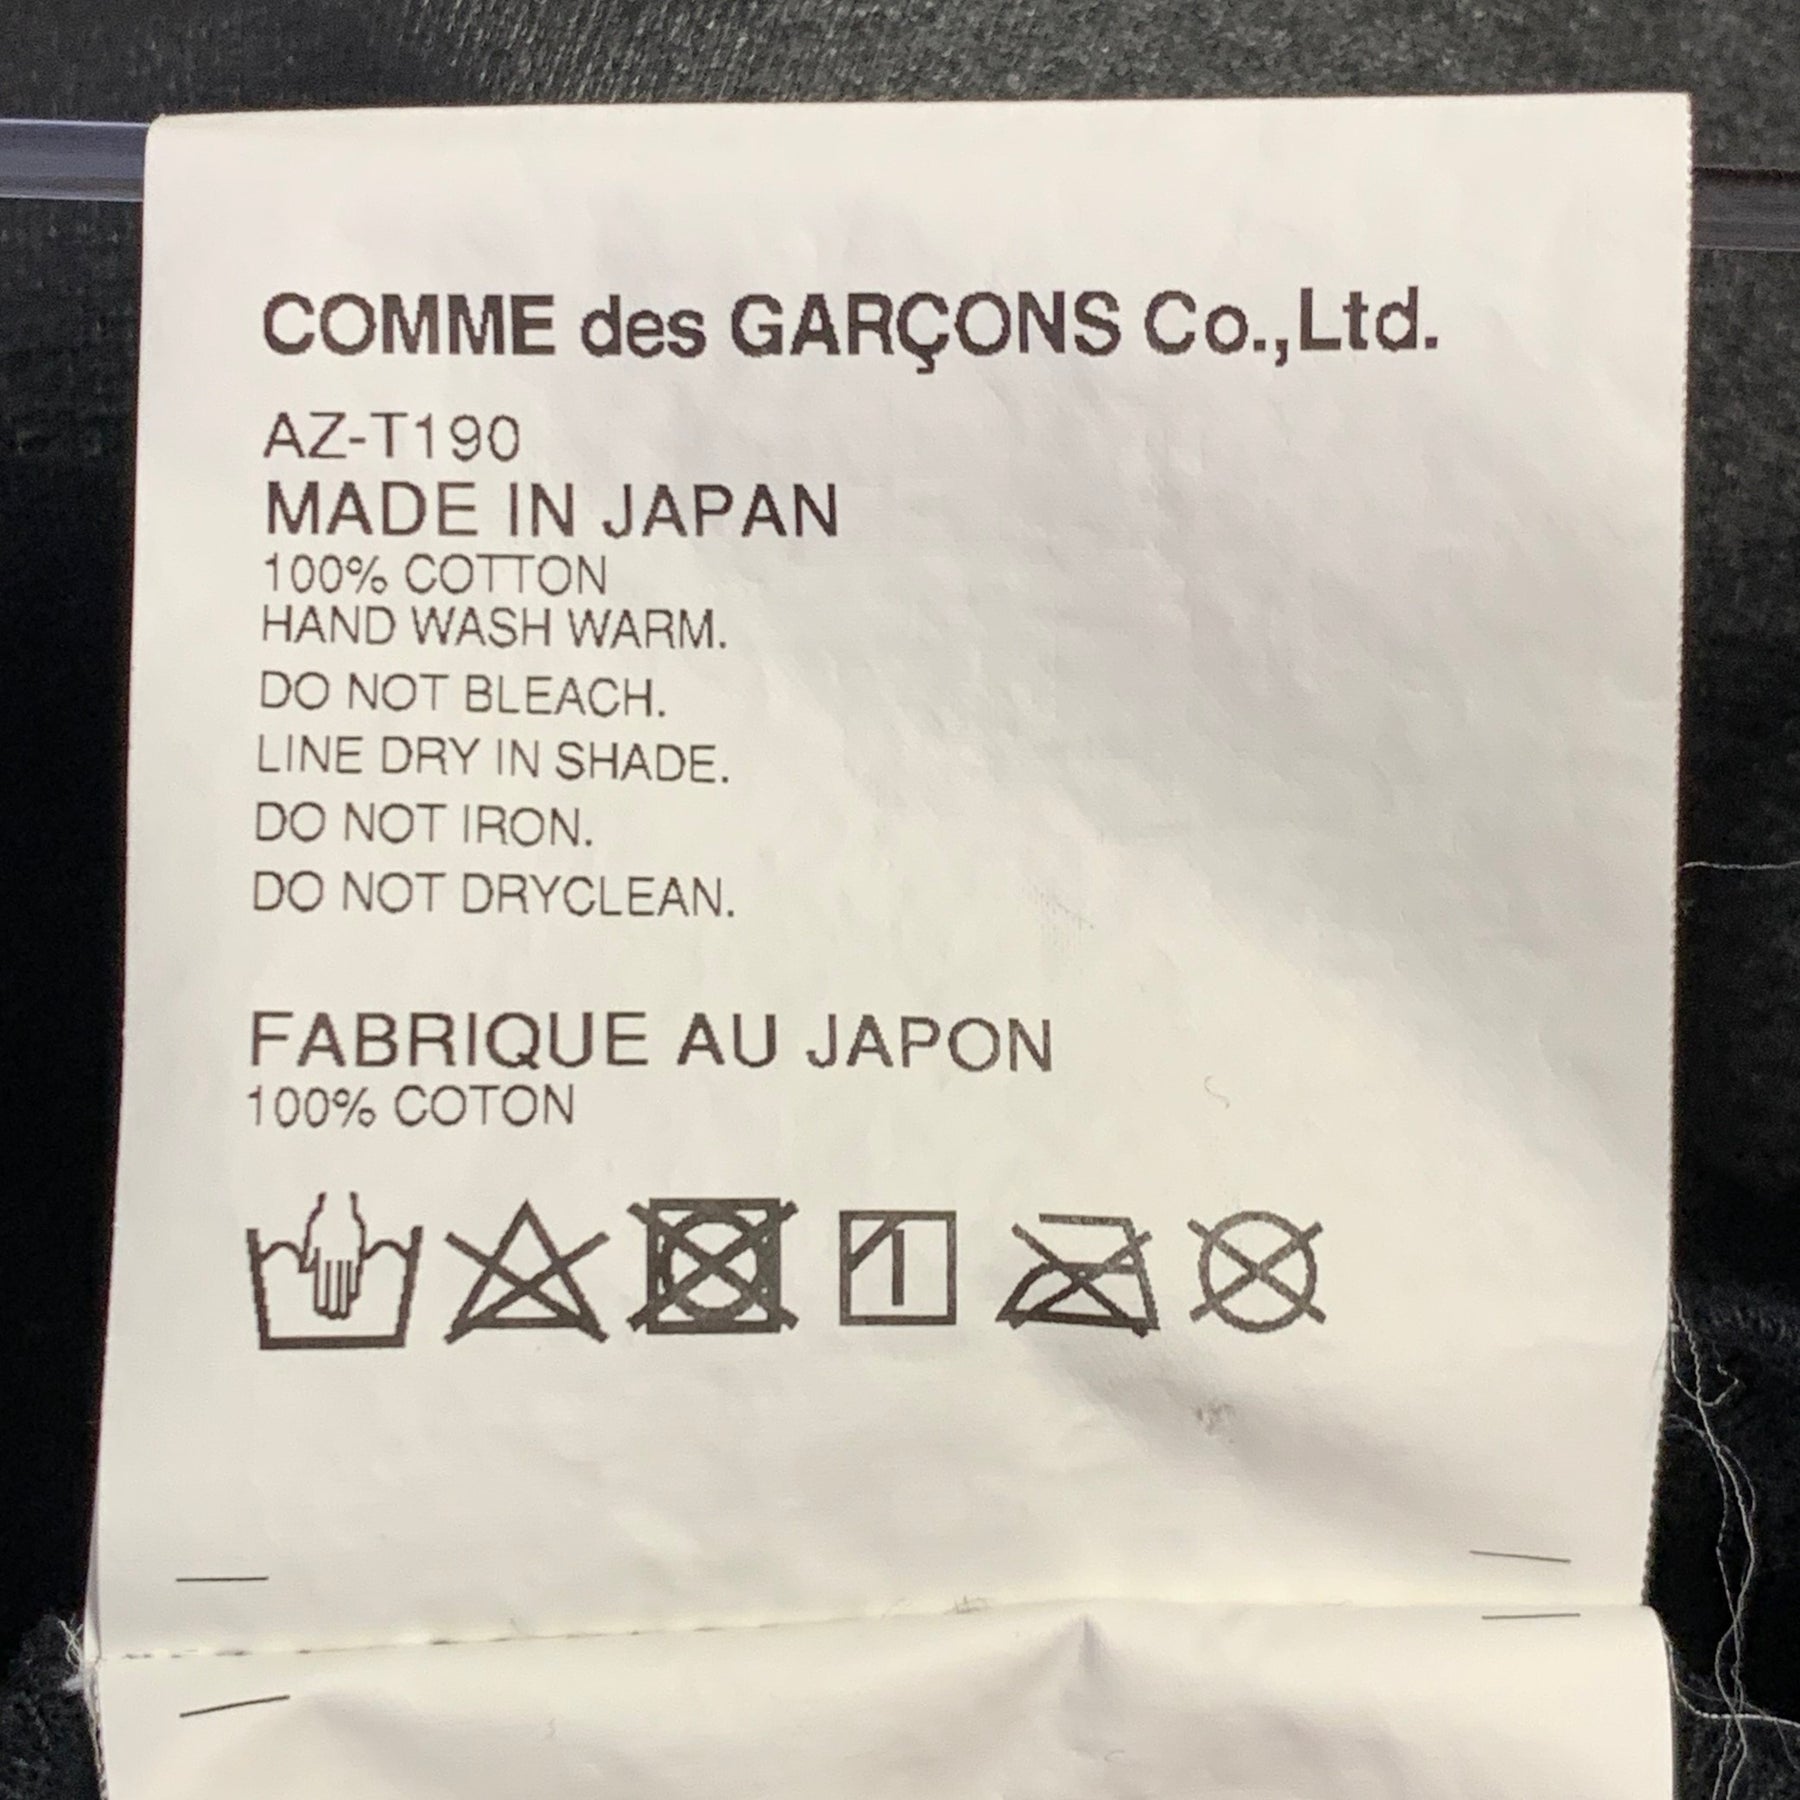 COMME des GARÇONS Co.,Ltd.
AZ-T190
MADE IN JAPAN
100% COTTON
HAND WASH WARM.
DO NOT BLEACH.
LINE DRY IN SHADE.
DO NOT IRON.
DO NOT DRYCLEAN.
FABRIQUE AU JAPON
100% COTON